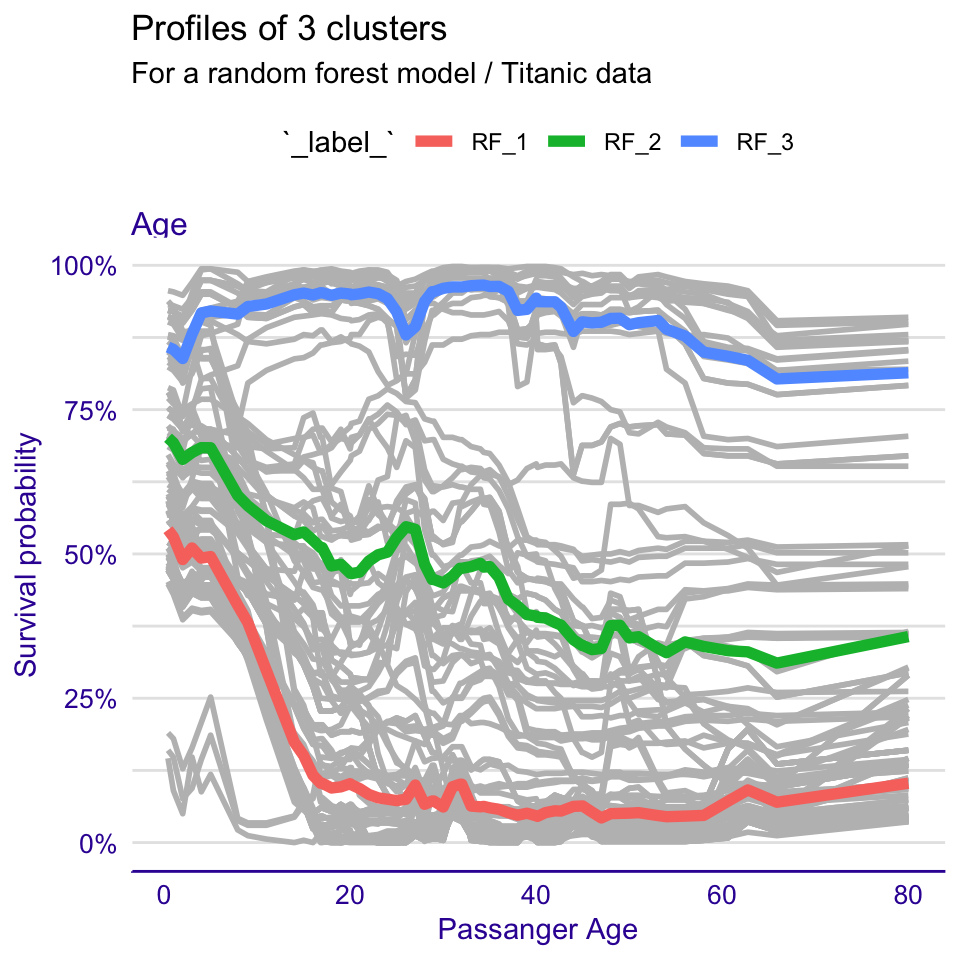 Profiles of 3 clusters
For a random forest model / Titanic data
`_label_` RF_1 RF_2 RF_3
Age
100%
75%
50%
25%
0%
Survival probability
0 20 40 60 80
Passanger Age